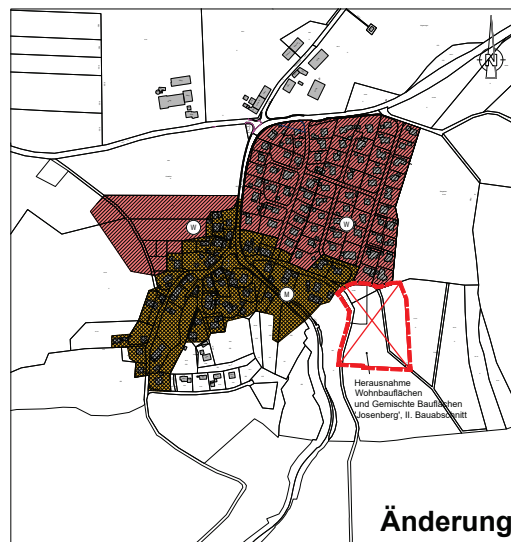 N
W
W
M
Herausnahme
Wohnbauflächen
und Gemischte Bauflächen
'Josenberg', II. Bauabschnitt
Änderung